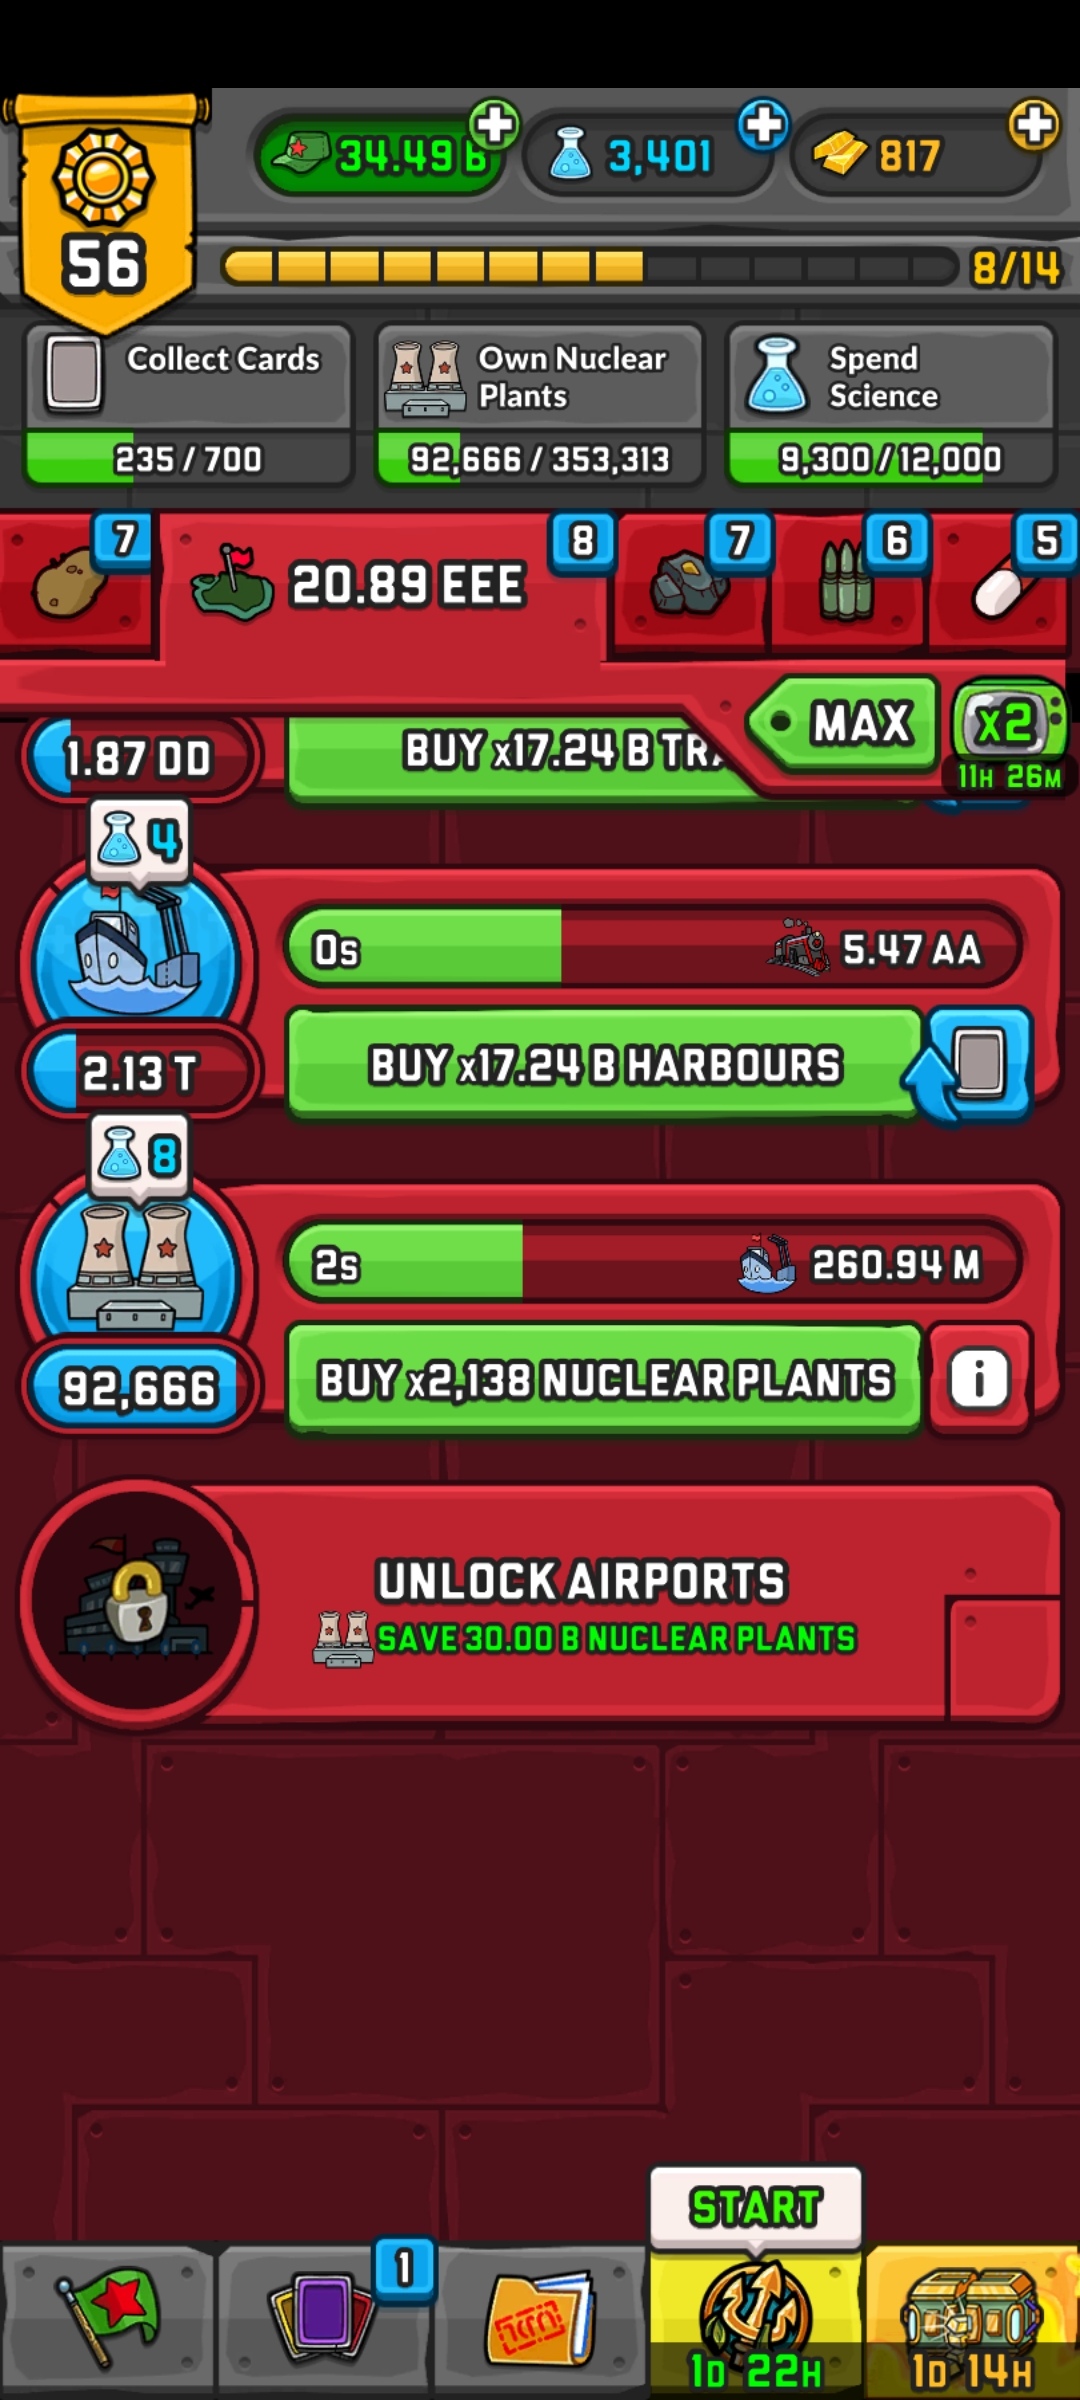 34.49 B
3,401
817
56
8/14
Collect Cards
235 / 700
Own Nuclear
Plants
92,666 / 353,313
Spend
Science
9,300 / 12,000
7
20.89 EEE
8
7
6
5
MAX
x2
11H 26M
1.87 DD
BUY x17.24 B
4
0s
5.47 AA
2.13 T
BUY x17.24 B HARBOURS
8
2s
260.94 M
92,666
BUY x2,138 NUCLEAR PLANTS
i
UNLOCK AIRPORTS
SAVE 30.00 B NUCLEAR PLANTS
START
1
1D 22H
1D 14H